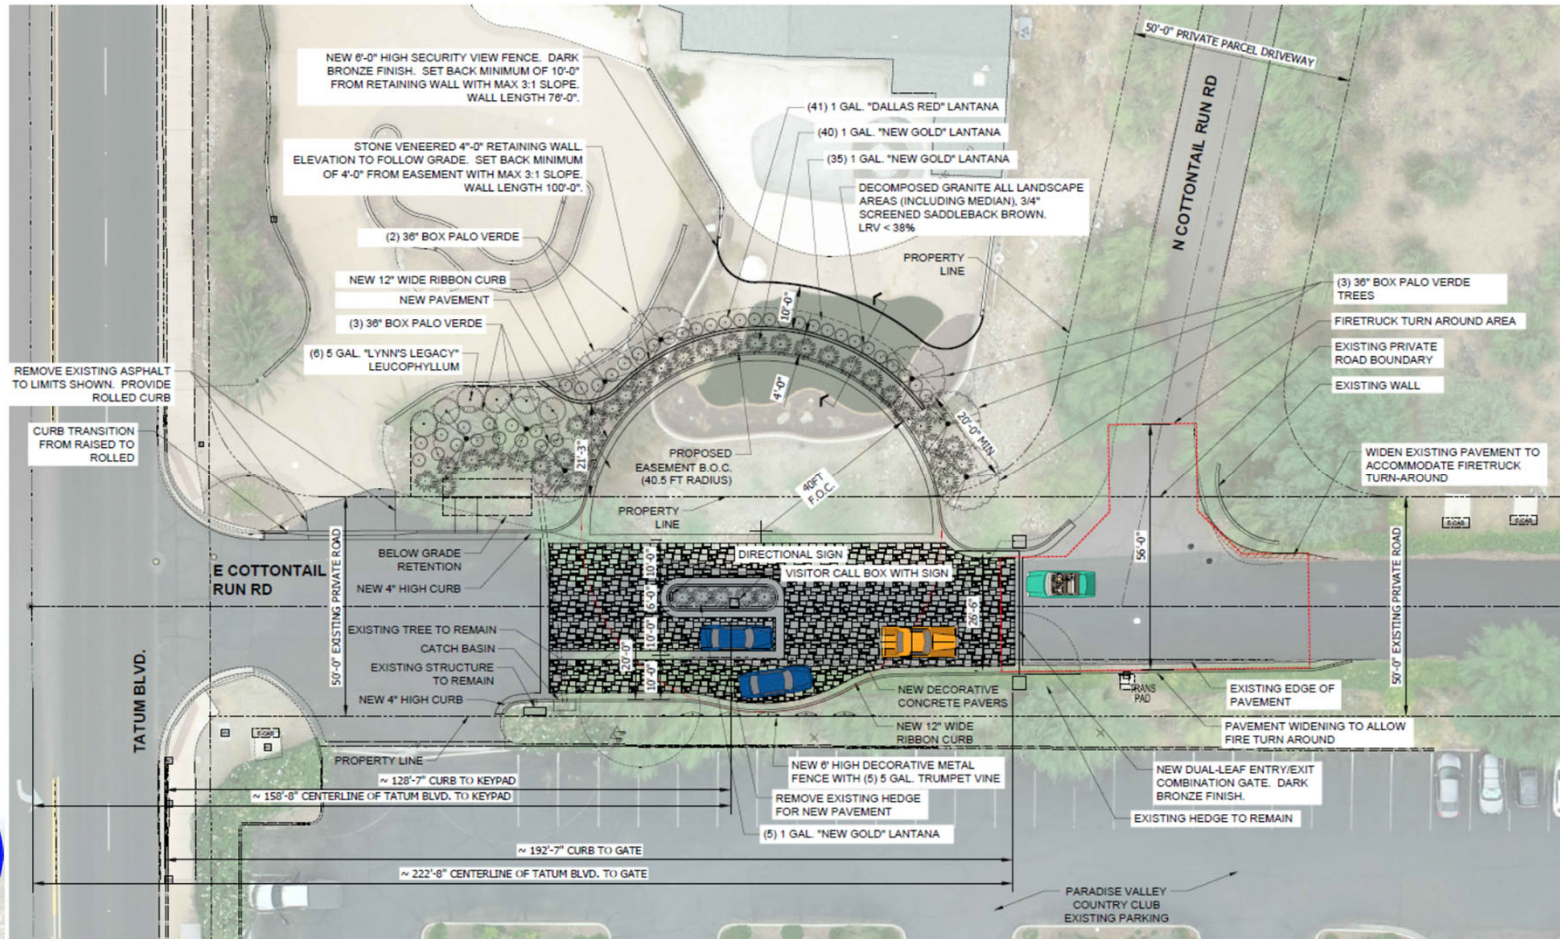 NEW 6'-0" HIGH SECURITY VIEW FENCE. DARK
BRONZE FINISH. SET BACK MINIMUM OF 10'-0"
FROM RETAINING WALL WITH MAX 3:1 SLOPE.
WALL LENGTH 76'-0".
STONE VENEERED 4"-0" RETAINING WALL.
ELEVATION TO FOLLOW GRADE. SET BACK MINIMUM
OF 4'-0" FROM EASEMENT WITH MAX 3:1 SLOPE.
WALL LENGTH 100'-0".
(2) 36" BOX PALO VERDE
NEW 12" WIDE RIBBON CURB
NEW PAVEMENT
(3) 36" BOX PALO VERDE
(6) 5 GAL. "LYNN'S LEGACY"
LEUCOPHYLLUM
REMOVE EXISTING ASPHALT
TO LIMITS SHOWN. PROVIDE
ROLLED CURB
CURB TRANSITION
FROM RAISED TO
ROLLED
(41) 1 GAL. "DALLAS RED" LANTANA
(40) 1 GAL. "NEW GOLD" LANTANA
(35) 1 GAL. "NEW GOLD" LANTANA
DECOMPOSED GRANITE ALL LANDSCAPE
AREAS (INCLUDING MEDIAN), 3/4"
SCREENED SADDLEBACK BROWN.
LRV < 38%
PROPERTY
LINE
50'-0" PRIVATE PARCEL DRIVEWAY
N COTTONTAIL RUN RD
(3) 36" BOX PALO VERDE
TREES
FIRETRUCK TURN AROUND AREA
EXISTING PRIVATE
ROAD BOUNDARY
EXISTING WALL
WIDEN EXISTING PAVEMENT TO
ACCOMMODATE FIRETRUCK
TURN-AROUND
10'-0"
4'-0"
20'-0" MIN
21'-3"
PROPOSED
EASEMENT B.O.C.
(40.5 FT RADIUS)
40FT
F.O.C.
PROPERTY
LINE
56'-0"
50'-0" EXISTING PRIVATE ROAD
50'-0" EXISTING PRIVATE ROAD
E COTTONTAIL
RUN RD
TATUM BLVD.
BELOW GRADE
RETENTION
NEW 4" HIGH CURB
EXISTING TREE TO REMAIN
CATCH BASIN
EXISTING STRUCTURE
TO REMAIN
NEW 4" HIGH CURB
PROPERTY LINE
DIRECTIONAL SIGN
VISITOR CALL BOX WITH SIGN
10'-0"
6'-0"
10'-0"
20'-0"
10'-0"
26'-6"
NEW DECORATIVE
CONCRETE PAVERS
NEW 12" WIDE
RIBBON CURB
TRANS
PAD
EXISTING EDGE OF
PAVEMENT
PAVEMENT WIDENING TO ALLOW
FIRE TURN AROUND
NEW 6' HIGH DECORATIVE METAL
FENCE WITH (5) 5 GAL. TRUMPET VINE
REMOVE EXISTING HEDGE
FOR NEW PAVEMENT
(5) 1 GAL. "NEW GOLD" LANTANA
NEW DUAL-LEAF ENTRY/EXIT
COMBINATION GATE. DARK
BRONZE FINISH.
EXISTING HEDGE TO REMAIN
~ 128'-7" CURB TO KEYPAD
~ 158'-8" CENTERLINE OF TATUM BLVD. TO KEYPAD
~ 192'-7" CURB TO GATE
~ 222'-8" CENTERLINE OF TATUM BLVD. TO GATE
PARADISE VALLEY
COUNTRY CLUB
EXISTING PARKING